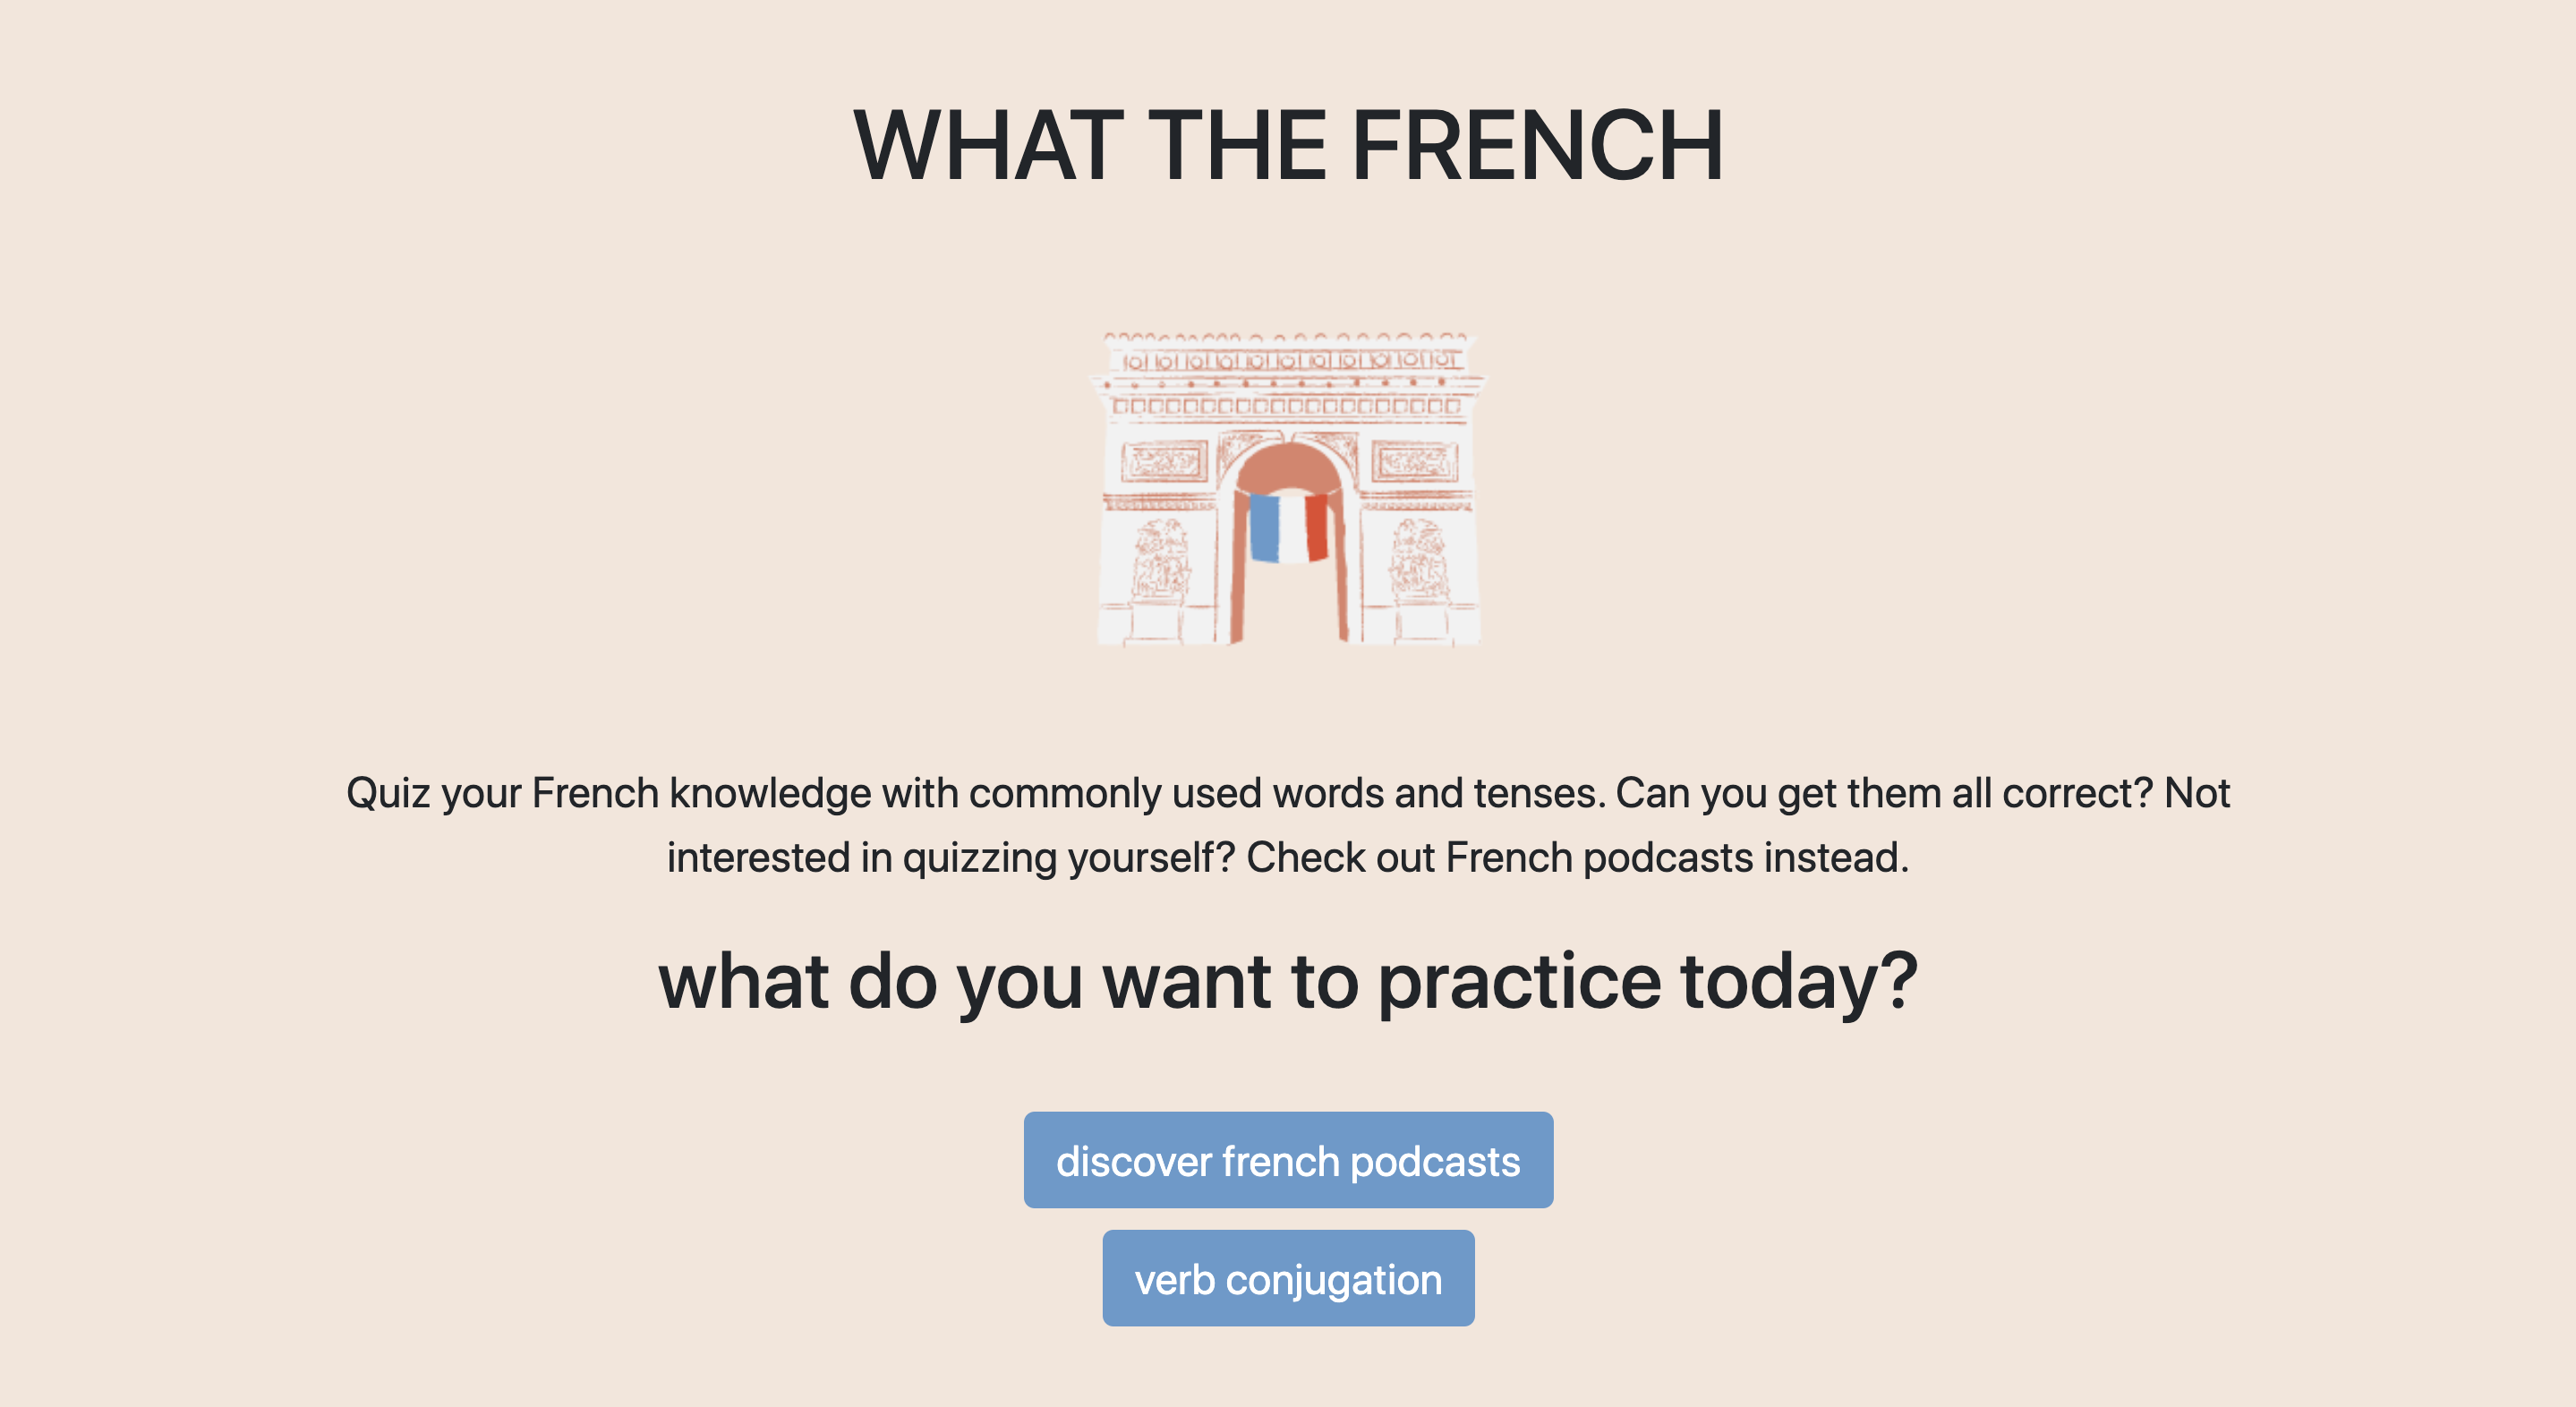 WHAT THE FRENCH
Quiz your French knowledge with commonly used words and tenses. Can you get them all correct? Not
interested in quizzing yourself? Check out French podcasts instead.
what do you want to practice today?
discover french podcasts
verb conjugation